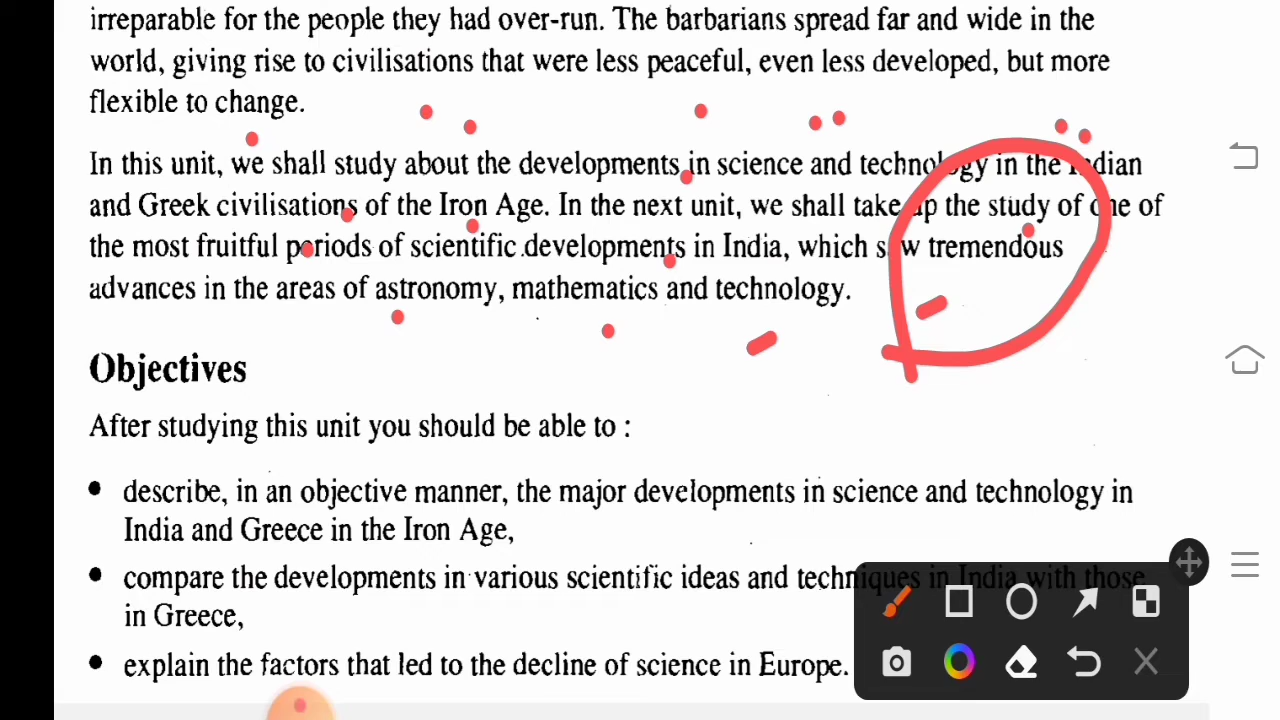 irreparable for the people they had over-run. The barbarians spread far and wide in the
world, giving rise to civilisations that were less peaceful, even less developed, but more
flexible to change.
In this unit, we shall study about the developments in science and technology in the Indian
and Greek civilisations of the Iron Age. In the next unit, we shall take up the study of one of
the most fruitful periods of scientific developments in India, which saw tremendous
advances in the areas of astronomy, mathematics and technology.
Objectives
After studying this unit you should be able to :
• describe, in an objective manner, the major developments in science and technology in
India and Greece in the Iron Age,
• compare the developments in various scientific ideas and techniques in India with those
in Greece,
• explain the factors that led to the decline of science in Europe.